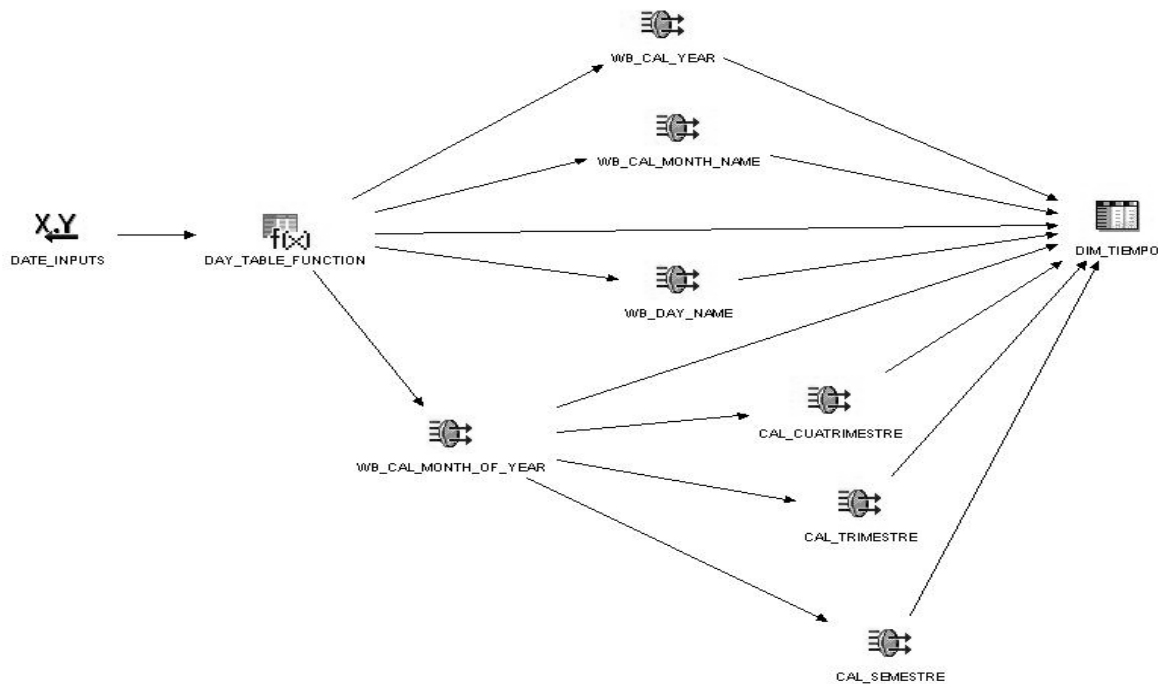 WB_CAL_YEAR
WB_CAL_MONTH_NAME
X.Y
DATE_INPUTS
f(x)
DAY_TABLE_FUNCTION
DIM_TIEMPO
WB_DAY_NAME
CAL_CUATRIMESTRE
WB_CAL_MONTH_OF_YEAR
CAL_TRIMESTRE
CAL_SEMESTRE